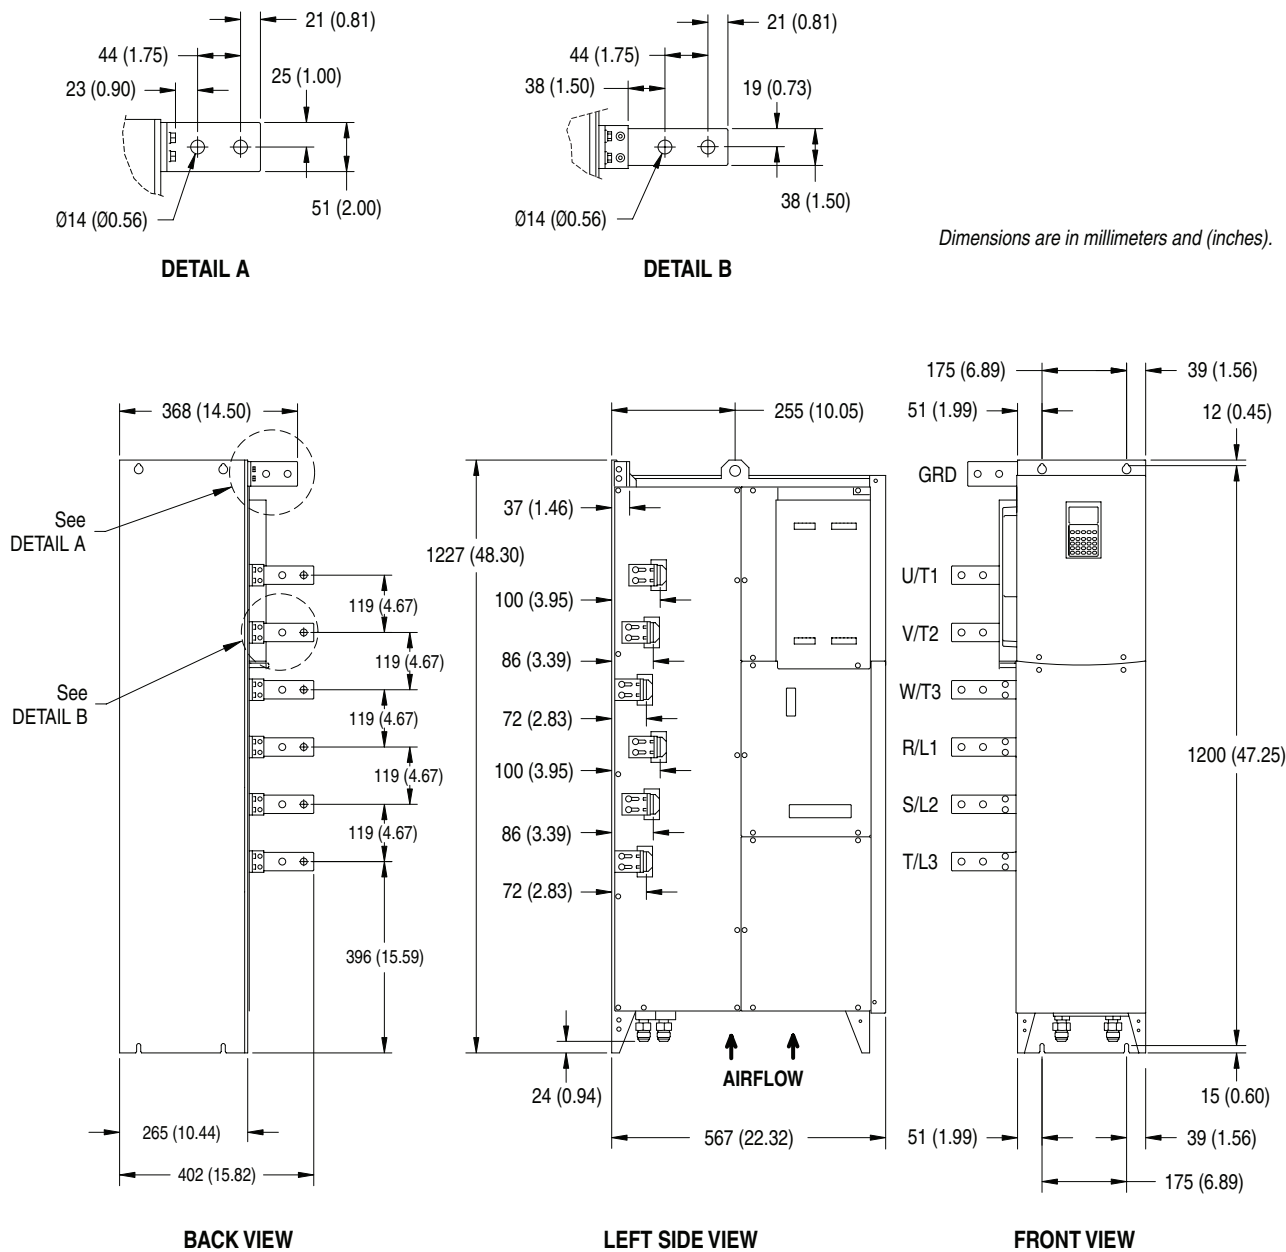 21 (0.81)
44 (1.75)
25 (1.00)
23 (0.90)
Ø14 (Ø0.56)
51 (2.00)
DETAIL A
21 (0.81)
44 (1.75)
38 (1.50)
19 (0.73)
Ø14 (Ø0.56)
38 (1.50)
DETAIL B
Dimensions are in millimeters and (inches).
368 (14.50)
See
DETAIL A
119 (4.67)
119 (4.67)
See
DETAIL B
119 (4.67)
119 (4.67)
119 (4.67)
396 (15.59)
265 (10.44)
402 (15.82)
BACK VIEW
255 (10.05)
37 (1.46)
1227 (48.30)
100 (3.95)
86 (3.39)
72 (2.83)
100 (3.95)
86 (3.39)
72 (2.83)
24 (0.94)
AIRFLOW
567 (22.32)
LEFT SIDE VIEW
175 (6.89)
39 (1.56)
51 (1.99)
12 (0.45)
GRD
U/T1
V/T2
W/T3
R/L1
S/L2
T/L3
1200 (47.25)
15 (0.60)
51 (1.99)
39 (1.56)
175 (6.89)
FRONT VIEW